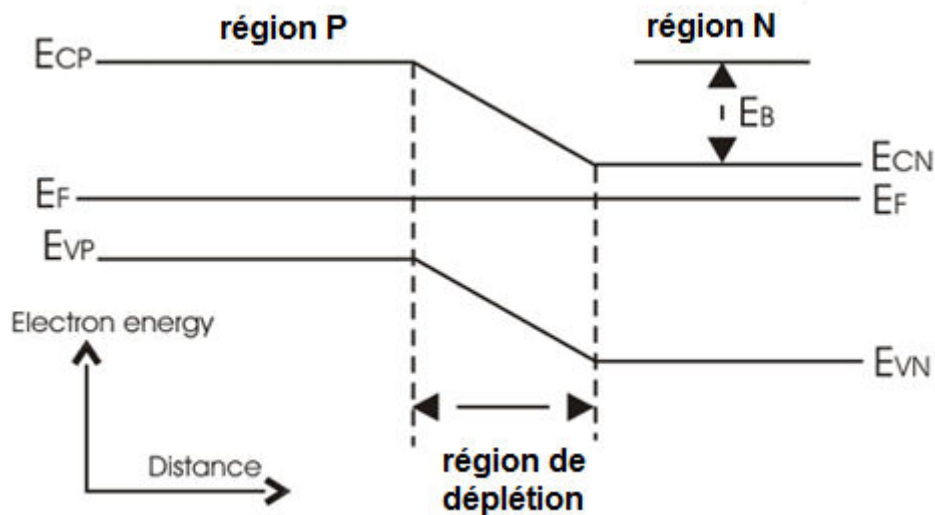 région P
région N
ECP
EB
ECN
EF
EF
EVP
Electron energy
EVN
Distance
région de
déplétion